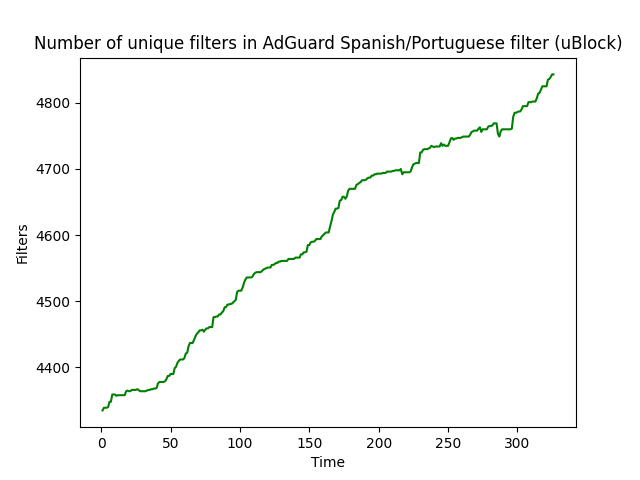 Number of unique filters in AdGuard Spanish/Portuguese filter (uBlock)
4800
4700
4600
4500
4400
Filters
0 50 100 150 200 250 300
Time